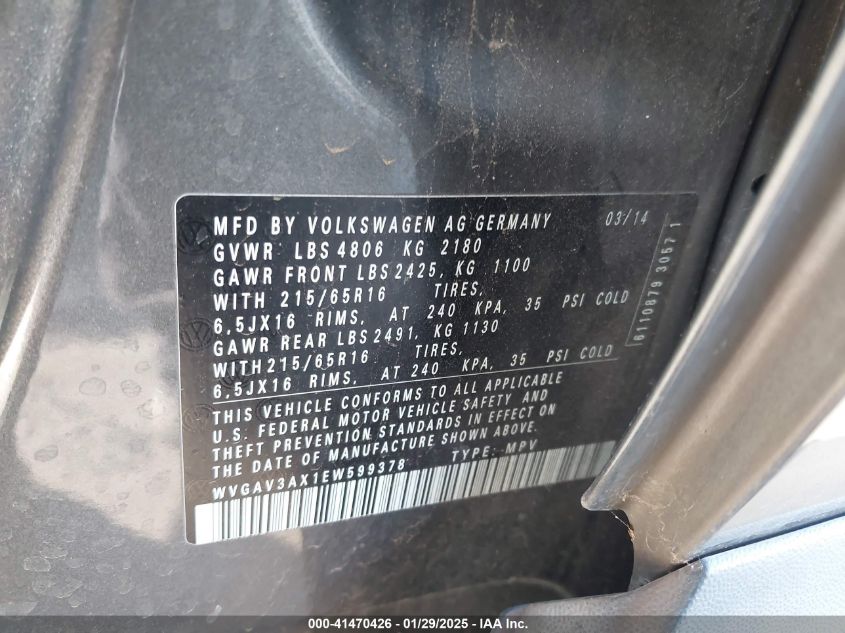 MFD BY VOLKSWAGEN AG GERMANY 03/14
GVWR LBS 4806 KG 2180
GAWR FRONT LBS 2425, KG 1100
WITH 215/65R16 TIRES,
6,5JX16 RIMS, AT 240 KPA, 35 PSI COLD
GAWR REAR LBS 2491, KG 1130
WITH 215/65R16 TIRES,
6,5JX16 RIMS, AT 240 KPA, 35 PSI COLD
THIS VEHICLE CONFORMS TO ALL APPLICABLE
U.S. FEDERAL MOTOR VEHICLE SAFETY AND
THEFT PREVENTION STANDARDS IN EFFECT ON
THE DATE OF MANUFACTURE SHOWN ABOVE.
WVGAV3AX1EW599378 TYPE: MPV
6110879 3057 1
000-41470426 | 01/29/2025 | © IAA Inc.